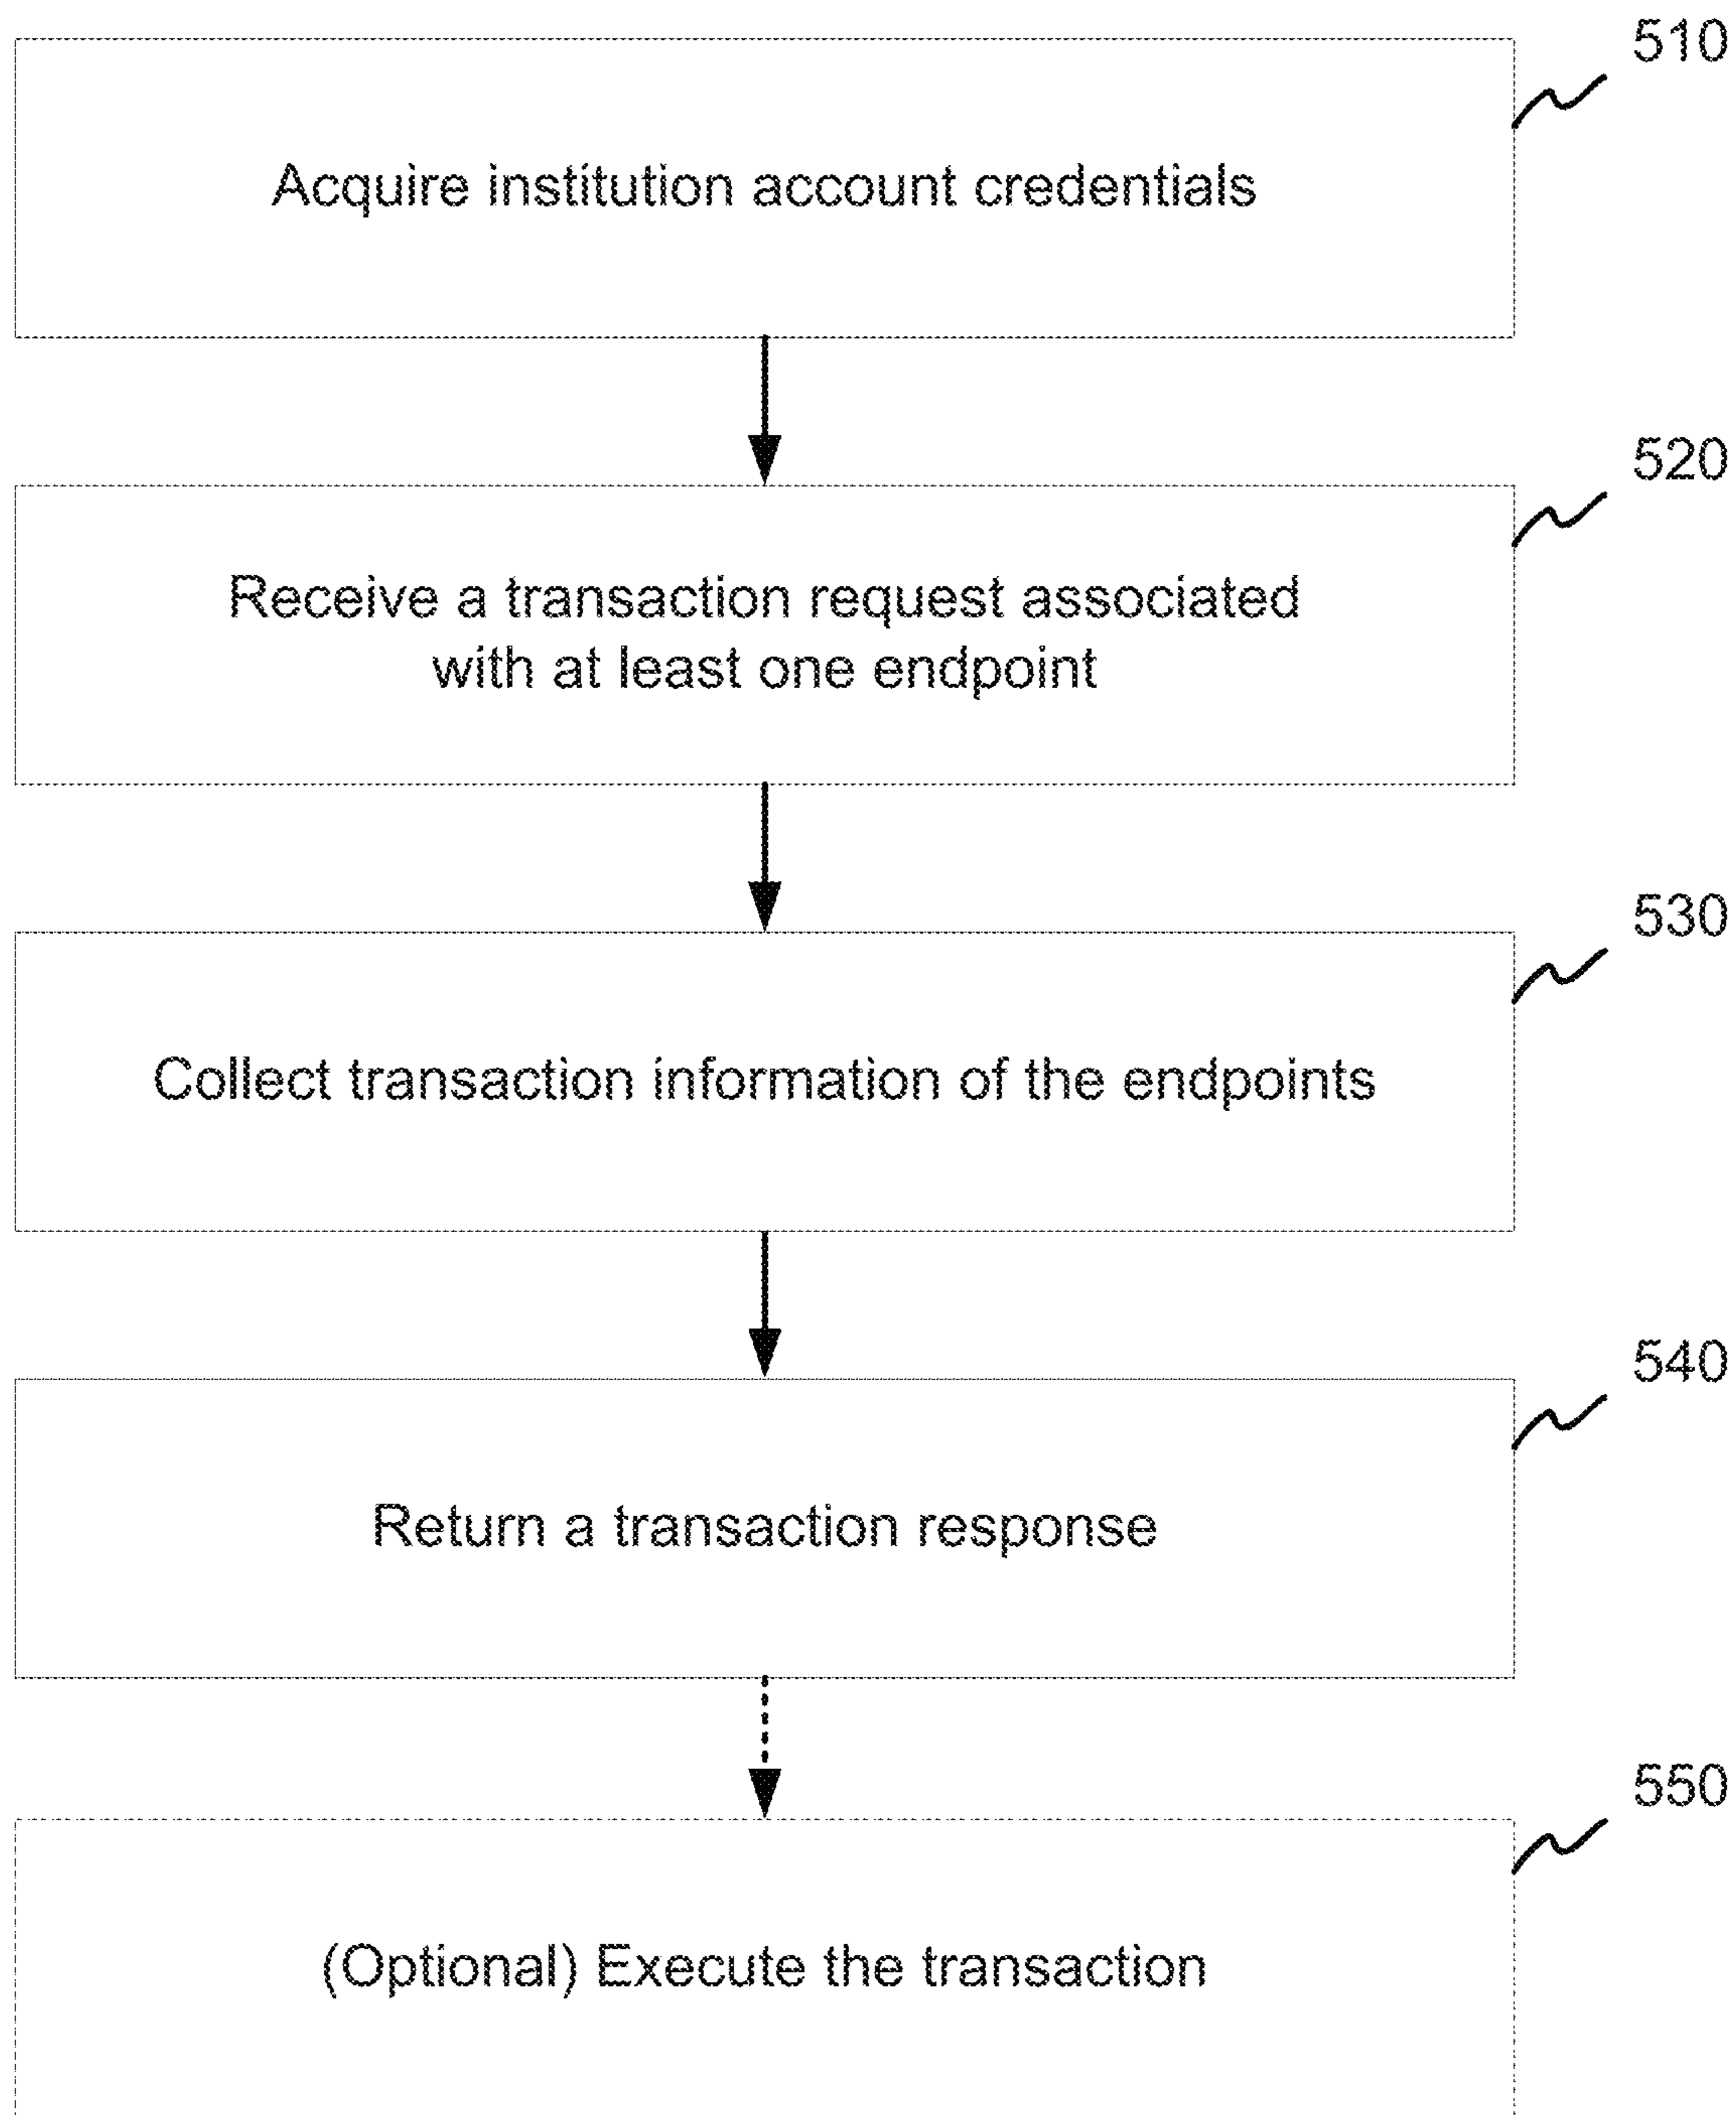 510
Acquire institution account credentials
520
Receive a transaction request associated
with at least one endpoint
530
Collect transaction information of the endpoints
540
Return a transaction response
550
(Optional) Execute the transaction